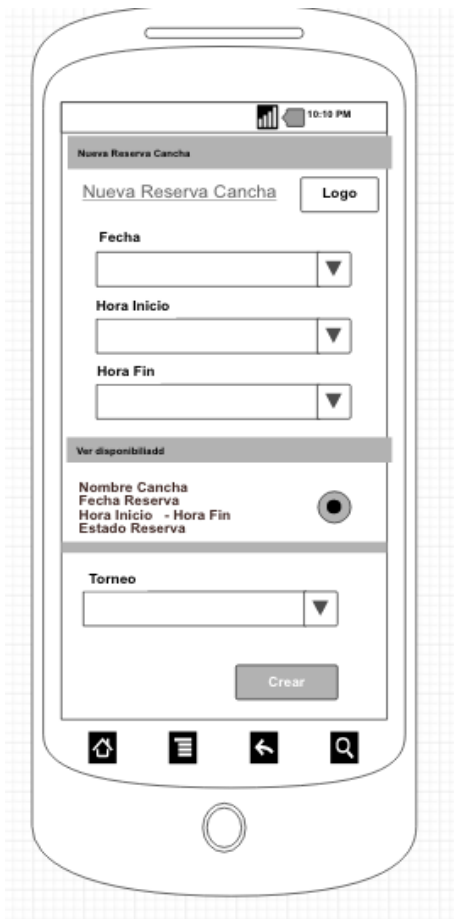 10:10 PM
Nueva Reserva Cancha
Nueva Reserva Cancha
Logo
Fecha
Hora Inicio
Hora Fin
Ver disponibiliadd
Nombre Cancha
Fecha Reserva
Hora Inicio - Hora Fin
Estado Reserva
Torneo
Crear